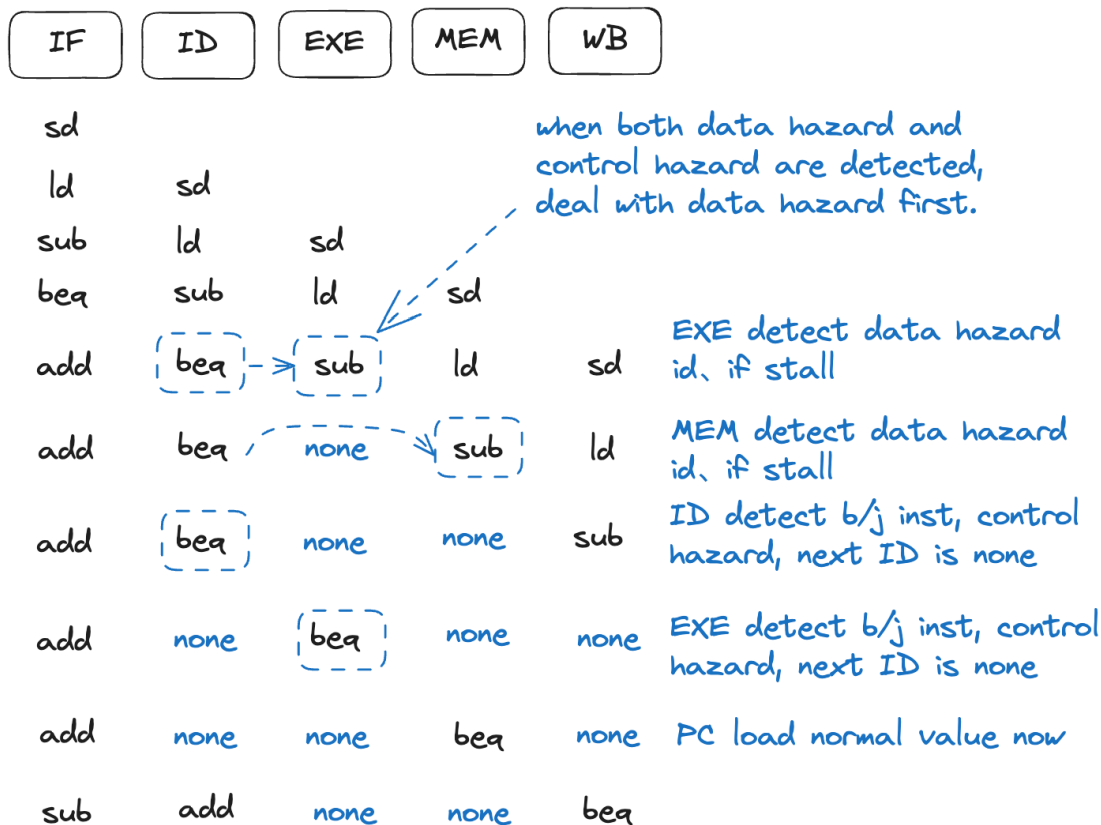 IF ID EXE MEM WB
sd
when both data hazard and
control hazard are detected,
deal with data hazard first.
ld sd
sub ld sd
beq sub ld sd
add beq sub ld sd
EXE detect data hazard
id、if stall
add beq none sub ld
MEM detect data hazard
id、if stall
add beq none none sub
ID detect b/j inst, control
hazard, next ID is none
add none beq none none
EXE detect b/j inst, control
hazard, next ID is none
add none none beq none PC load normal value now
sub add none none beq